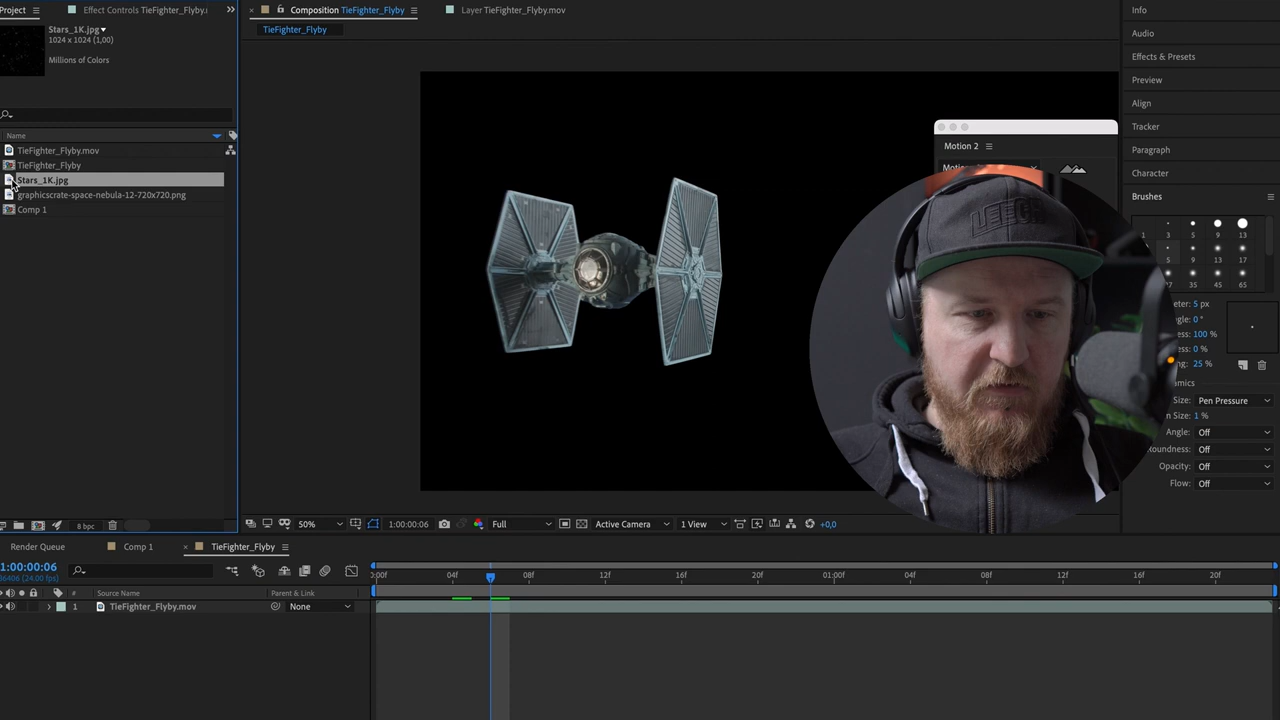 Project
Effect Controls TieFighter_Flyby.
Composition TieFighter_Flyby
Layer TieFighter_Flyby.mov
Info
Stars_1K.jpg
1024 x 1024 (1,00)
Millions of Colors
TieFighter_Flyby
Audio
Effects & Presets
Preview
Align
Tracker
Paragraph
Character
Brushes
Name
TieFighter_Flyby.mov
TieFighter_Flyby
Stars_1K.jpg
graphicscrate-space-nebula-12-720x720.png
Comp 1
Motion 2
1 3 5 9 13
5 9 13 17
27 35 45 65
5 px
0 °
100 %
0 %
25 %
Size: Pen Pressure
Size: 1 %
Angle: Off
Roundness: Off
Opacity: Off
Flow: Off
8 bpc
50%
1:00:00:06
Full
Active Camera
1 View
+0,0
Render Queue
Comp 1
TieFighter_Flyby
1:00:00:06
36406 (24.00 fps)
:00f 04f 08f 12f 16f 20f 01:00f 04f 08f 12f 16f 20f
# Source Name Parent & Link
1 TieFighter_Flyby.mov None